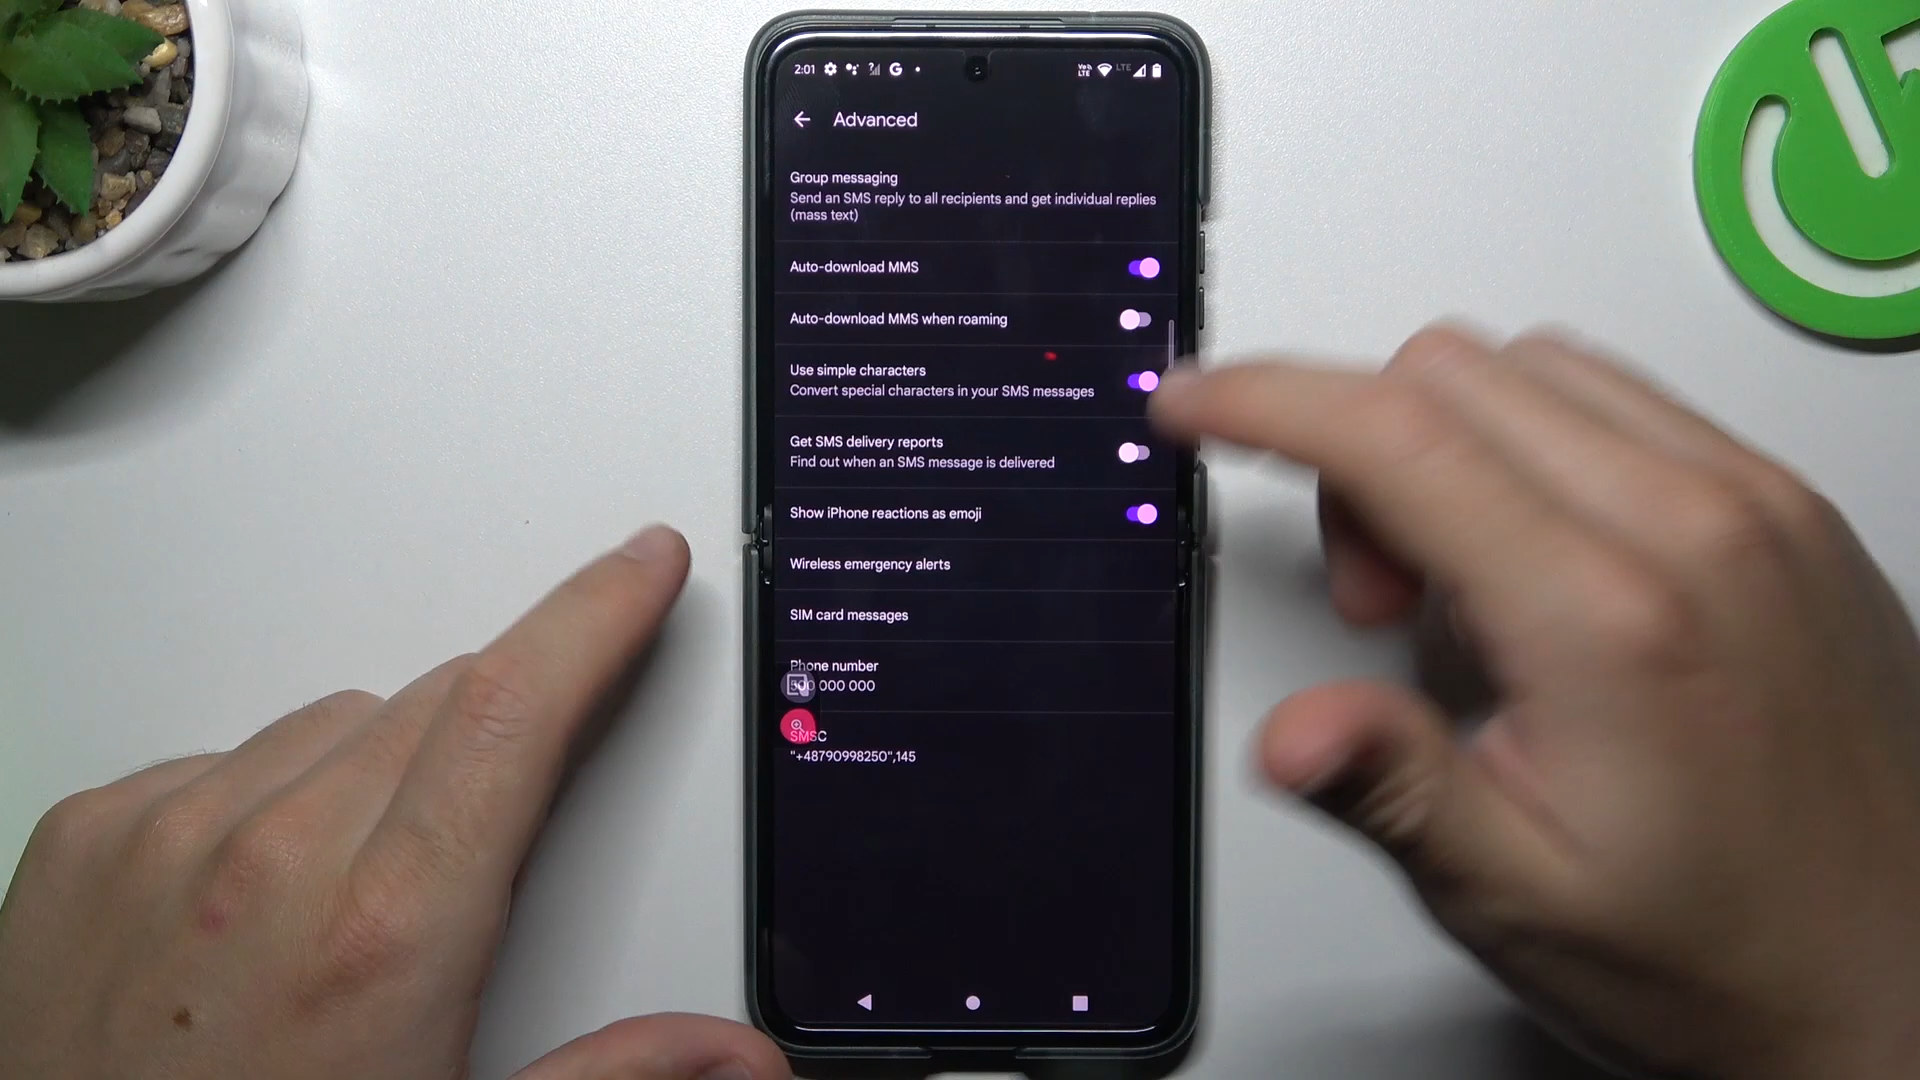 2:01 G VoLTE LTE
Advanced
Group messaging
Send an SMS reply to all recipients and get individual replies
(mass text)
Auto-download MMS
Auto-download MMS when roaming
Use simple characters
Convert special characters in your SMS messages
Get SMS delivery reports
Find out when an SMS message is delivered
Show iPhone reactions as emoji
Wireless emergency alerts
SIM card messages
Phone number
500 000 000
SMSC
"+48790998250",145